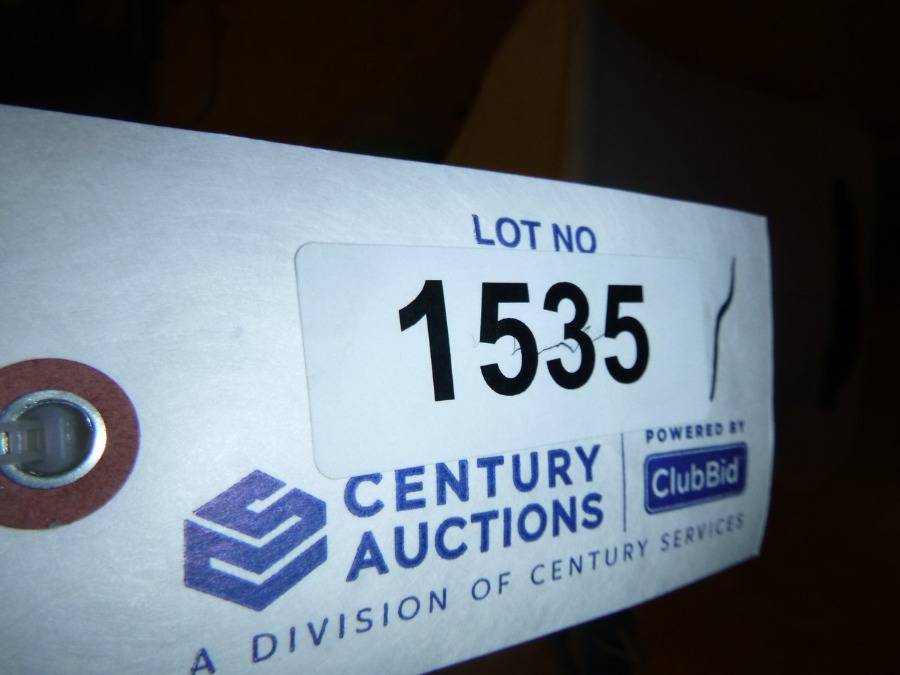 LOT NO
1535
CENTURY
AUCTIONS
POWERED BY
ClubBid
A DIVISION OF CENTURY SERVICES